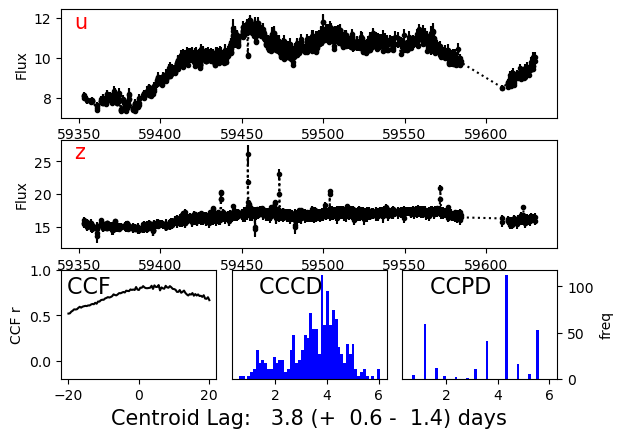 u
Flux
12
10
8
59350 59400 59450 59500 59550 59600
z
Flux
25
20
15
59350 59400 59450 59500 59550 59600
CCF CCCD CCPD
CCF r
1.0
0.5
0.0
100
50
0
freq
−20 0 20 2 4 6 2 4 6
Centroid Lag: 3.8 (+ 0.6 - 1.4) days